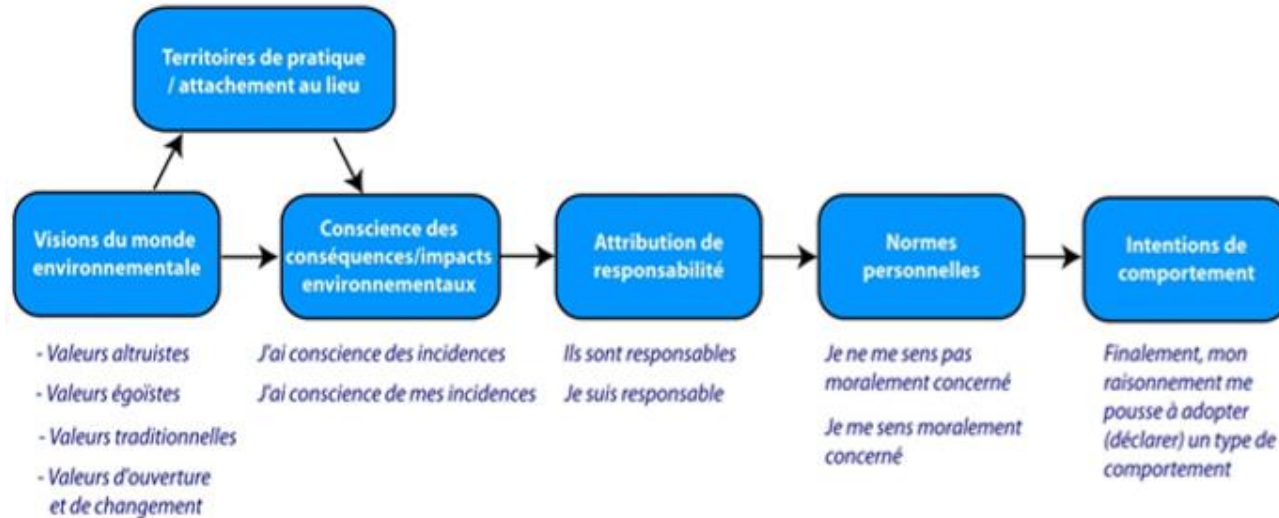 Territoires de pratique
/ attachement au lieu
Visions du monde
environnementale
Conscience des
conséquences/impacts
environnementaux
Attribution de
responsabilité
Normes
personnelles
Intentions de
comportement
- Valeurs altruistes
- Valeurs égoïstes
- Valeurs traditionnelles
- Valeurs d'ouverture
et de changement
J'ai conscience des incidences
J'ai conscience de mes incidences
Ils sont responsables
Je suis responsable
Je ne me sens pas
moralement concerné
Je me sens moralement
concerné
Finalement, mon
raisonnement me
pousse à adopter
(déclarer) un type de
comportement